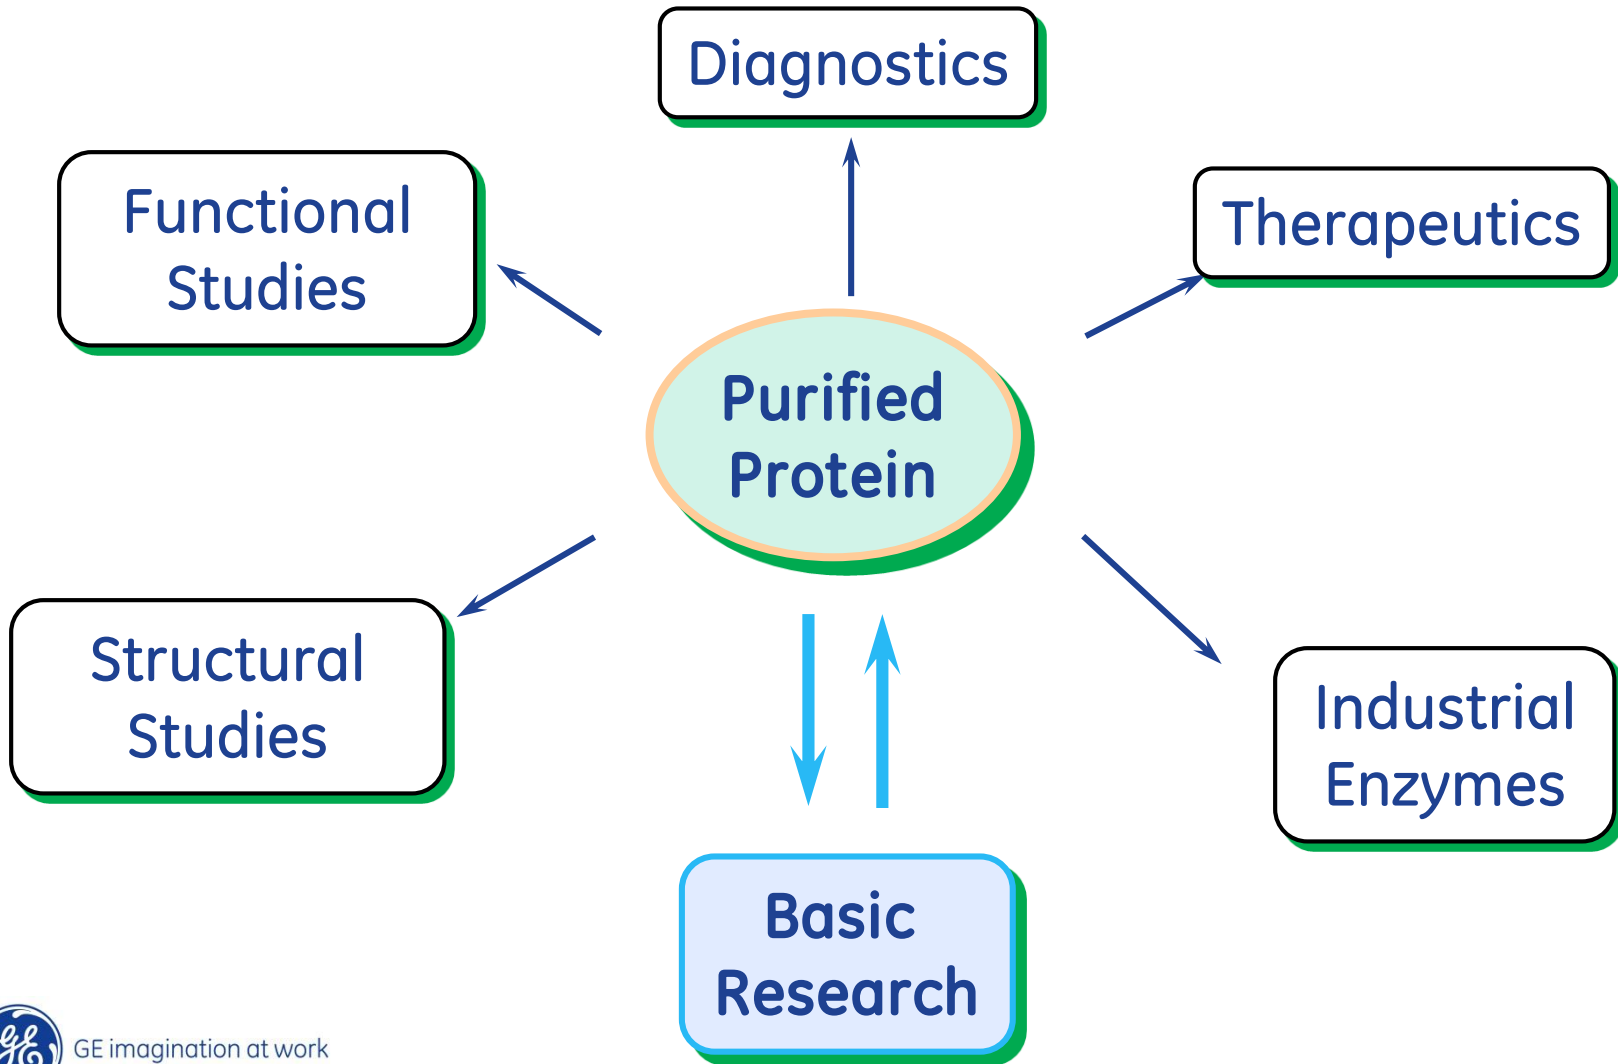 Diagnostics
Functional
Studies
Therapeutics
Purified
Protein
Structural
Studies
Industrial
Enzymes
Basic
Research
GE imagination at work